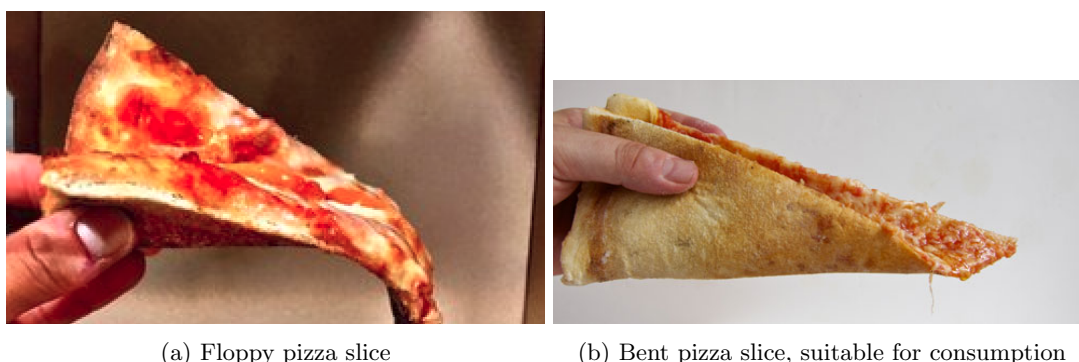 (a) Floppy pizza slice
(b) Bent pizza slice, suitable for consumption